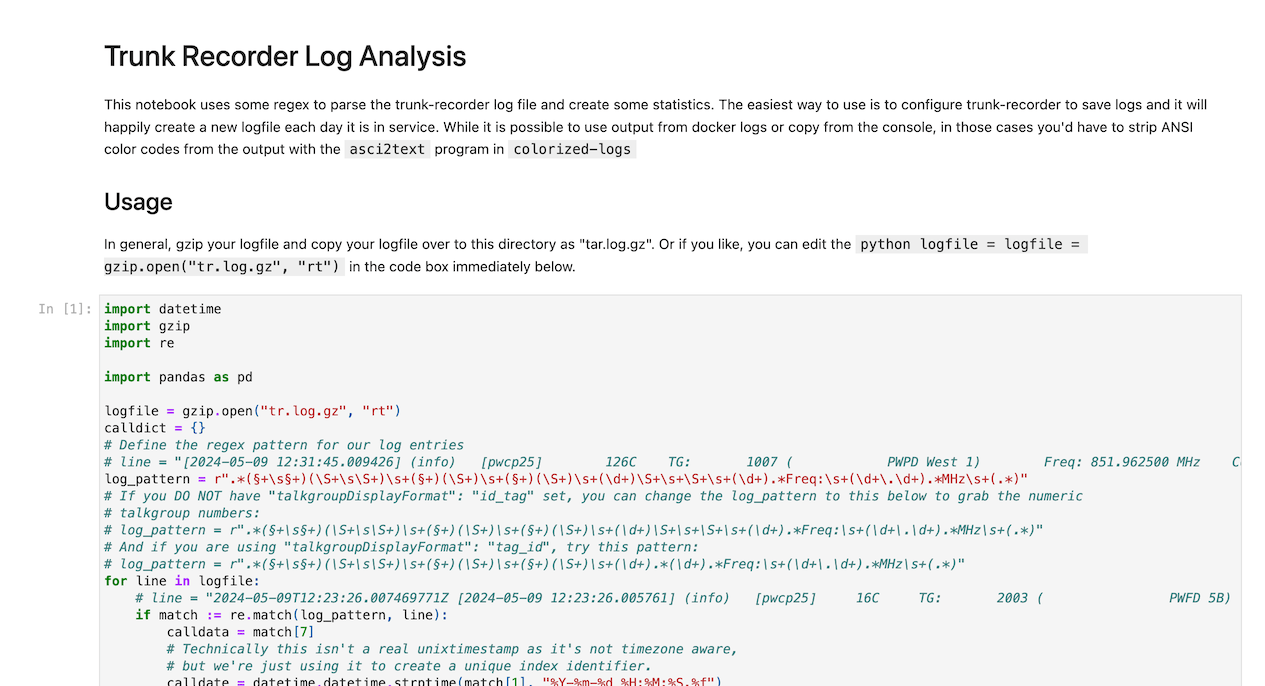 Trunk Recorder Log Analysis
This notebook uses some regex to parse the trunk-recorder log file and create some statistics. The easiest way to use is to configure trunk-recorder to save logs and it will
happily create a new logfile each day it is in service. While it is possible to use output from docker logs or copy from the console, in those cases you'd have to strip ANSI
color codes from the output with the asci2text program in colorized-logs
Usage
In general, gzip your logfile and copy your logfile over to this directory as "tar.log.gz". Or if you like, you can edit the python logfile = logfile =
gzip.open("tr.log.gz", "rt") in the code box immediately below.
In [1]:
import datetime
import gzip
import re
import pandas as pd
logfile = gzip.open("tr.log.gz", "rt")
calldict = {}
# Define the regex pattern for our log entries
# line = "[2024-05-09 12:31:45.009426] (info)   [pwcp25]        126C    TG:       1007 (            PWPD West 1)        Freq: 851.962500 MHz    C
log_pattern = r".*(§+\s§+)(\S+\s\S+)\s+(§+)(\S+)\s+(§+)(\S+)\s+(\d+)\S+\s+\S+\s+(\d+).*Freq:\s+(\d+\.\d+).*MHz\s+(.*)"
# If you DO NOT have "talkgroupDisplayFormat": "id_tag" set, you can change the log_pattern to this below to grab the numeric
# talkgroup numbers:
# log_pattern = r".*(§+\s§+)(\S+\s\S+)\s+(§+)(\S+)\s+(§+)(\S+)\s+(\d+)\S+\s+\S+\s+(\d+).*Freq:\s+(\d+\.\d+).*MHz\s+(.*)"
# And if you are using "talkgroupDisplayFormat": "tag_id", try this pattern:
# log_pattern = r".*(§+\s§+)(\S+\s\S+)\s+(§+)(\S+)\s+(§+)(\S+)\s+(\d+).*(\d+).*Freq:\s+(\d+\.\d+).*MHz\s+(.*)"
for line in logfile:
    # line = "2024-05-09T12:23:26.007469771Z [2024-05-09 12:23:26.005761] (info)   [pwcp25]     16C     TG:       2003 (                PWFD 5B)
    if match := re.match(log_pattern, line):
        calldata = match[7]
        # Technically this isn't a real unixtimestamp as it's not timezone aware,
        # but we're just using it to create a unique index identifier.
        calldate = datetime.datetime.strptime(match[1], "%Y-%m-%d %H:%M:%S.%f")